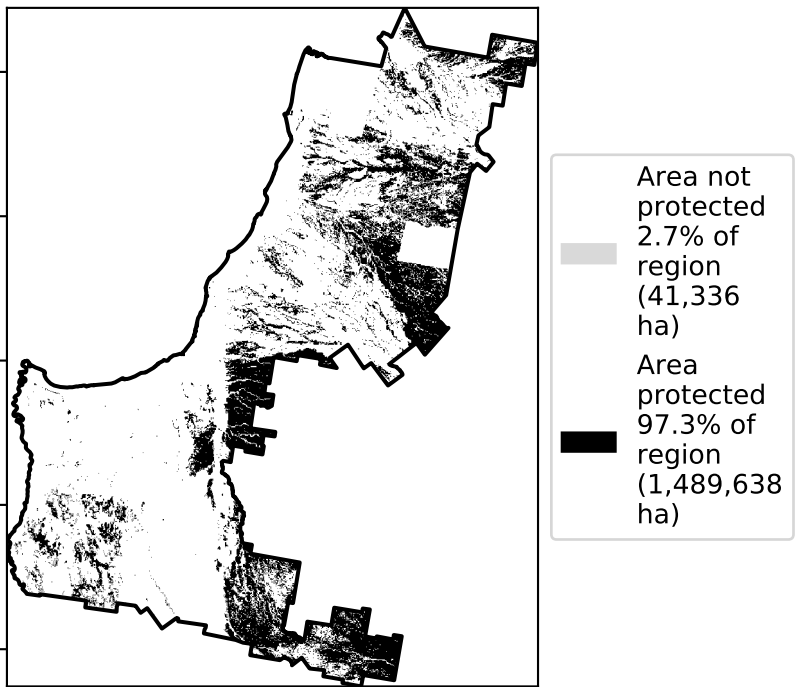 Area not
protected
2.7% of
region
(41,336
ha)
Area
protected
97.3% of
region
(1,489,638
ha)